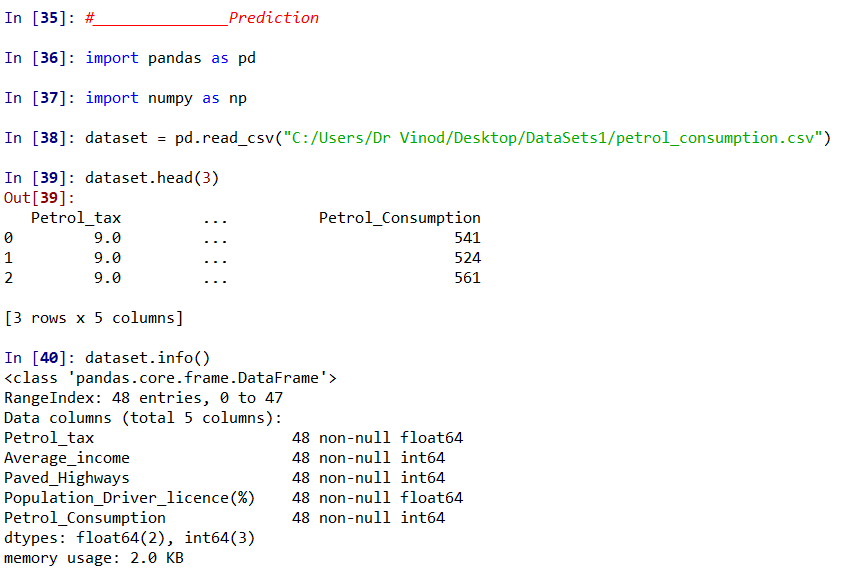 In [35]: #_______________Prediction
In [36]: import pandas as pd
In [37]: import numpy as np
In [38]: dataset = pd.read_csv("C:/Users/Dr Vinod/Desktop/DataSets1/petrol_consumption.csv")
In [39]: dataset.head(3)
Out[39]:
   Petrol_tax         ...          Petrol_Consumption
0         9.0         ...                         541
1         9.0         ...                         524
2         9.0         ...                         561
[3 rows x 5 columns]
In [40]: dataset.info()
<class 'pandas.core.frame.DataFrame'>
RangeIndex: 48 entries, 0 to 47
Data columns (total 5 columns):
Petrol_tax                      48 non-null float64
Average_income                  48 non-null int64
Paved_Highways                  48 non-null int64
Population_Driver_licence(%)    48 non-null float64
Petrol_Consumption              48 non-null int64
dtypes: float64(2), int64(3)
memory usage: 2.0 KB